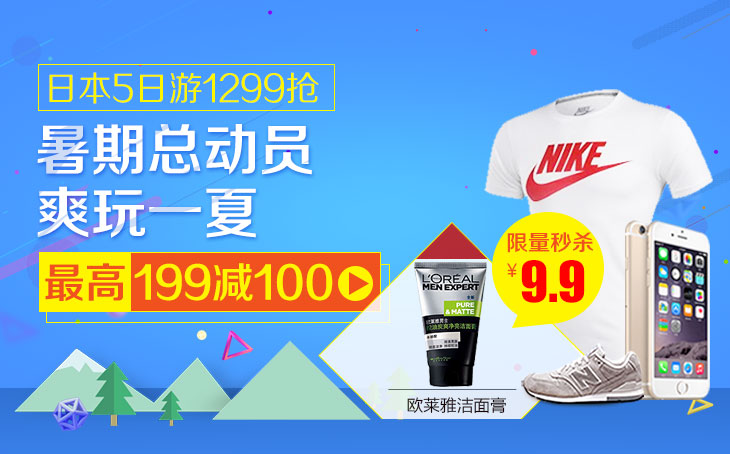 日本5日游1299抢
暑期总动员
爽玩一夏
最高199减100
NIKE
限量秒杀
¥9.9
L'ORÉAL
MEN EXPERT
PURE
& MATTE
欧莱雅洁面膏
N